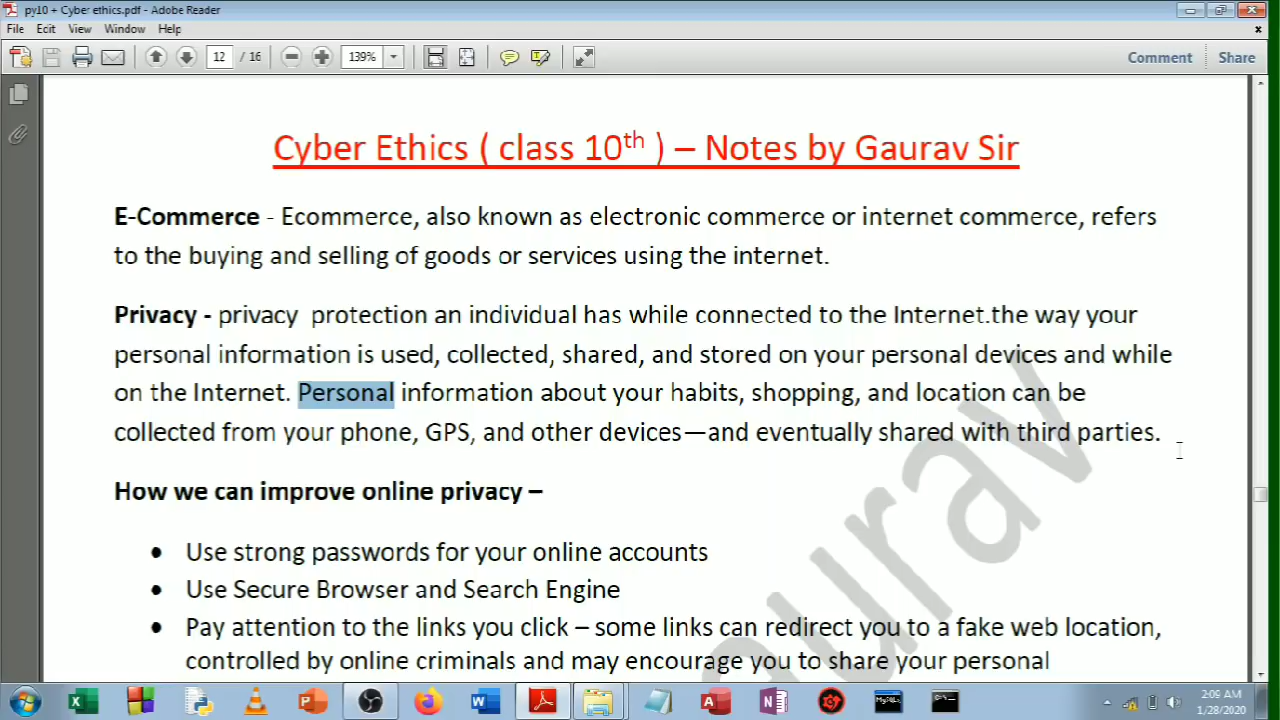 py10 + Cyber ethics.pdf - Adobe Reader
File Edit View Window Help
12 / 16 139% Comment Share
Cyber Ethics ( class 10th ) – Notes by Gaurav Sir
E-Commerce - Ecommerce, also known as electronic commerce or internet commerce, refers
to the buying and selling of goods or services using the internet.
Privacy - privacy protection an individual has while connected to the Internet.the way your
personal information is used, collected, shared, and stored on your personal devices and while
on the Internet. Personal information about your habits, shopping, and location can be
collected from your phone, GPS, and other devices—and eventually shared with third parties.
How we can improve online privacy –
• Use strong passwords for your online accounts
• Use Secure Browser and Search Engine
• Pay attention to the links you click – some links can redirect you to a fake web location,
controlled by online criminals and may encourage you to share your personal
aurav
2:09 AM
1/28/2020